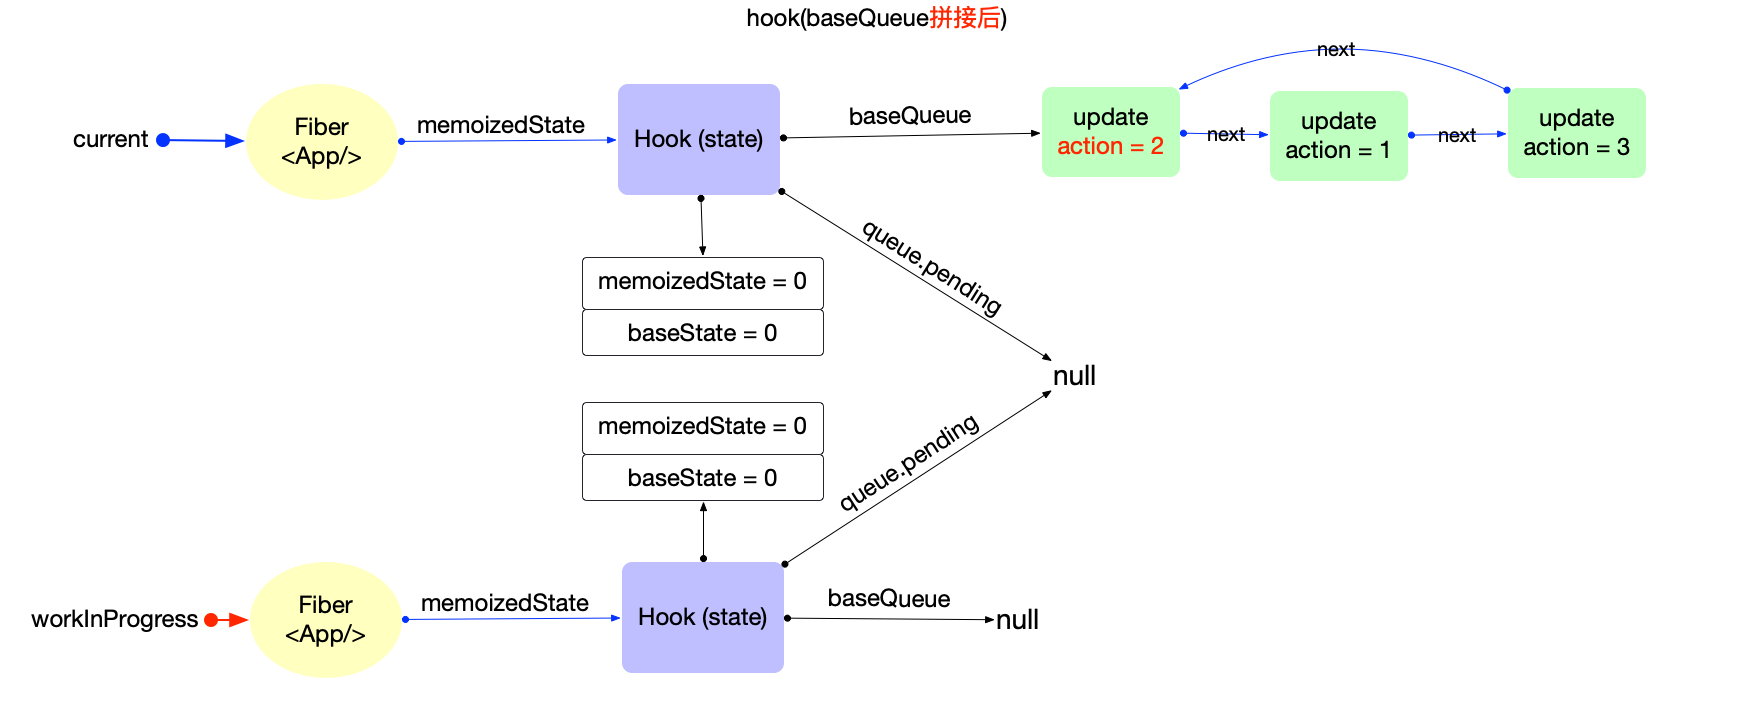 hook(baseQueue拼接后)
next
current
Fiber
<App/>
memoizedState
Hook (state)
baseQueue
update
action = 2
next
update
action = 1
next
update
action = 3
queue.pending
memoizedState = 0
baseState = 0
null
memoizedState = 0
baseState = 0
queue.pending
workInProgress
Fiber
<App/>
memoizedState
Hook (state)
baseQueue
null